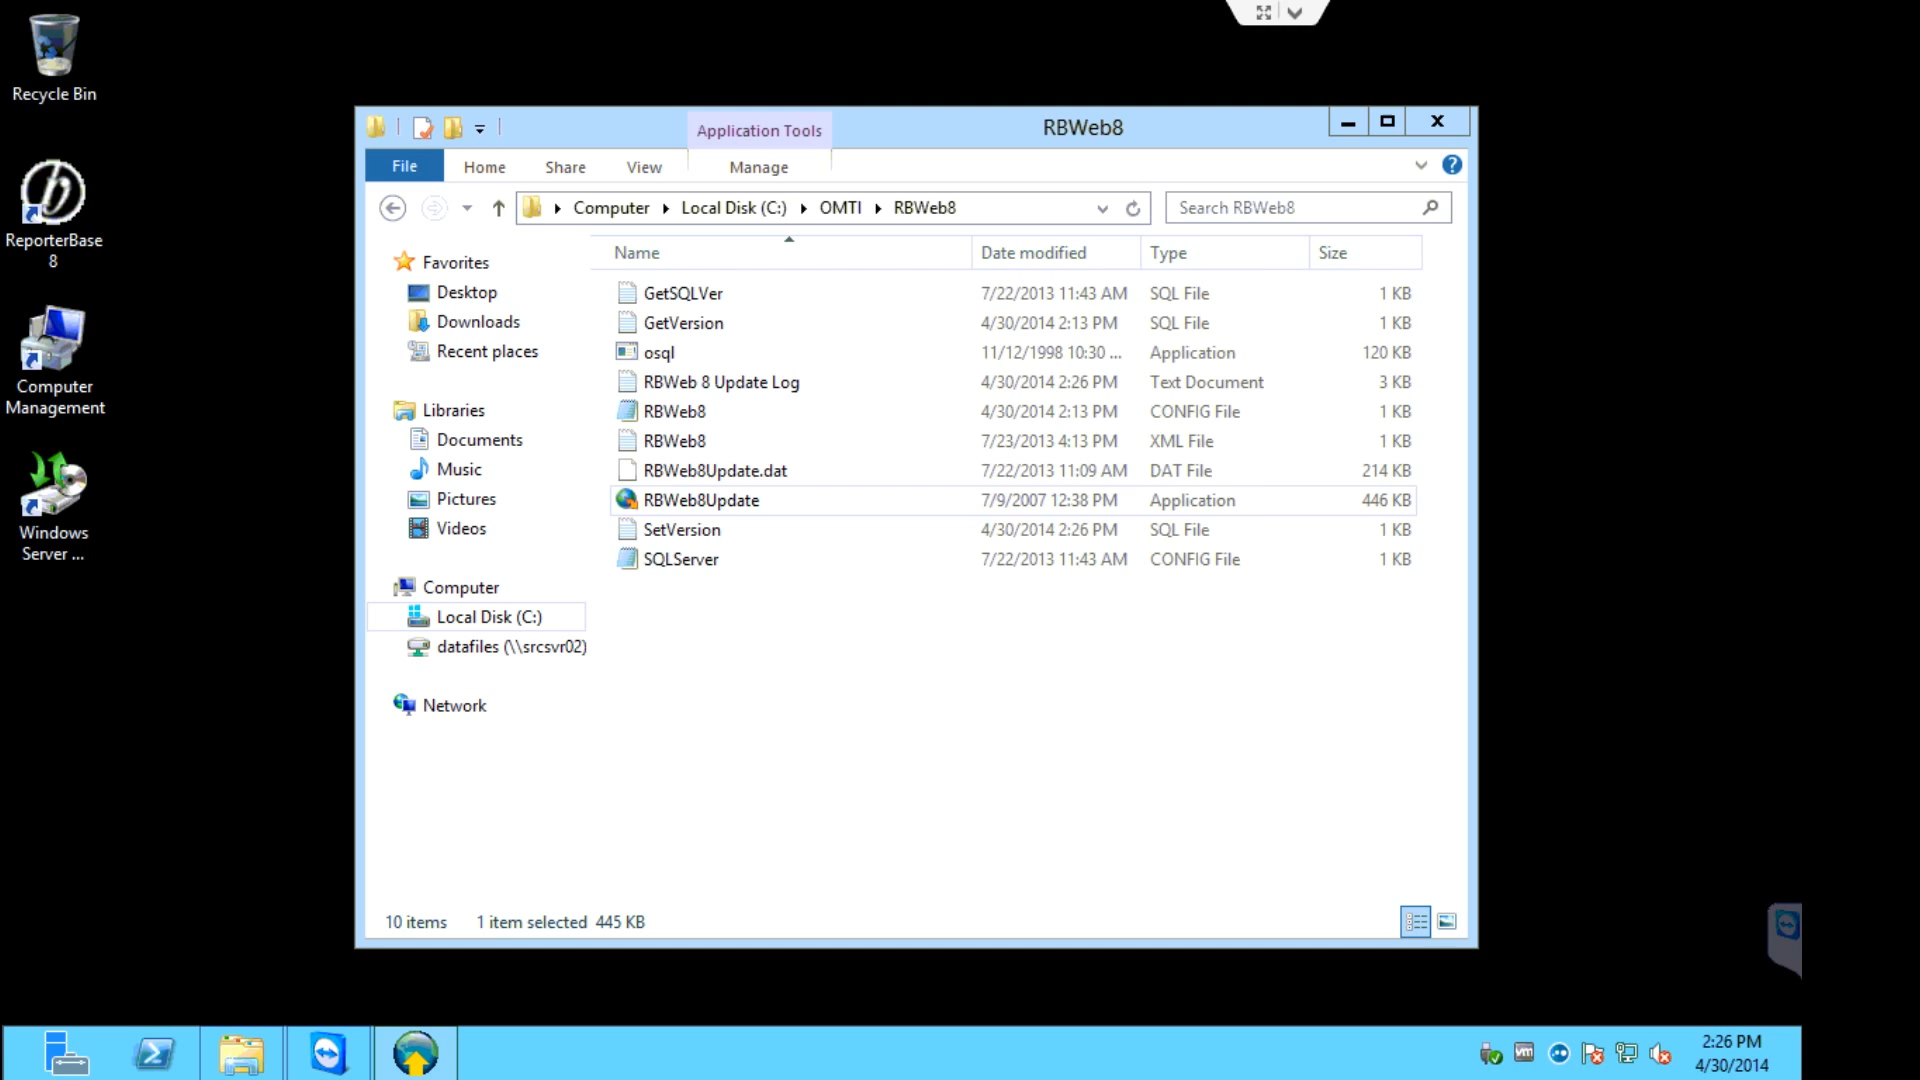 Recycle Bin
ReporterBase
8
Computer
Management
Windows
Server ...
Application Tools
RBWeb8
File
Home
Share
View
Manage
Computer
Local Disk (C:)
OMTI
RBWeb8
Search RBWeb8
Favorites
Desktop
Downloads
Recent places
Libraries
Documents
Music
Pictures
Videos
Computer
Local Disk (C:)
datafiles (\\srcsvr02)
Network
Name Date modified Type Size
GetSQLVer 7/22/2013 11:43 AM SQL File 1 KB
GetVersion 4/30/2014 2:13 PM SQL File 1 KB
osql 11/12/1998 10:30 ... Application 120 KB
RBWeb 8 Update Log 4/30/2014 2:26 PM Text Document 3 KB
RBWeb8 4/30/2014 2:13 PM CONFIG File 1 KB
RBWeb8 7/23/2013 4:13 PM XML File 1 KB
RBWeb8Update.dat 7/22/2013 11:09 AM DAT File 214 KB
RBWeb8Update 7/9/2007 12:38 PM Application 446 KB
SetVersion 4/30/2014 2:26 PM SQL File 1 KB
SQLServer 7/22/2013 11:43 AM CONFIG File 1 KB
10 items 1 item selected 445 KB
vm
2:26 PM
4/30/2014